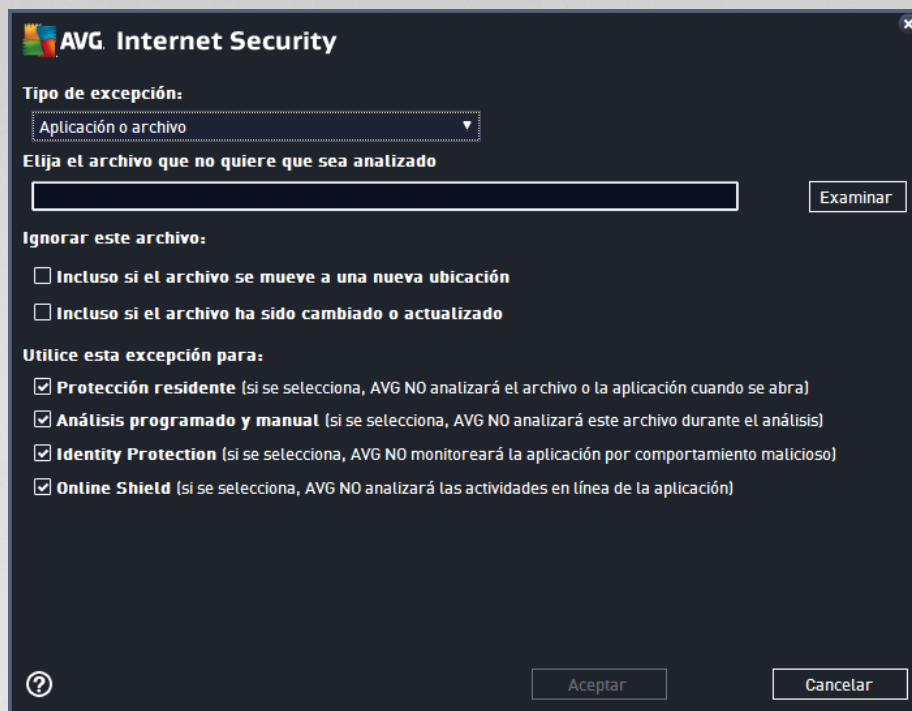 AVG Internet Security
Tipo de excepción:
Aplicación o archivo
Elija el archivo que no quiere que sea analizado
Examinar
Ignorar este archivo:
Incluso si el archivo se mueve a una nueva ubicación
Incluso si el archivo ha sido cambiado o actualizado
Utilice esta excepción para:
Protección residente (si se selecciona, AVG NO analizará el archivo o la aplicación cuando se abra)
Análisis programado y manual (si se selecciona, AVG NO analizará este archivo durante el análisis)
Identity Protection (si se selecciona, AVG NO monitoreará la aplicación por comportamiento malicioso)
Online Shield (si se selecciona, AVG NO analizará las actividades en línea de la aplicación)
?
Aceptar
Cancelar